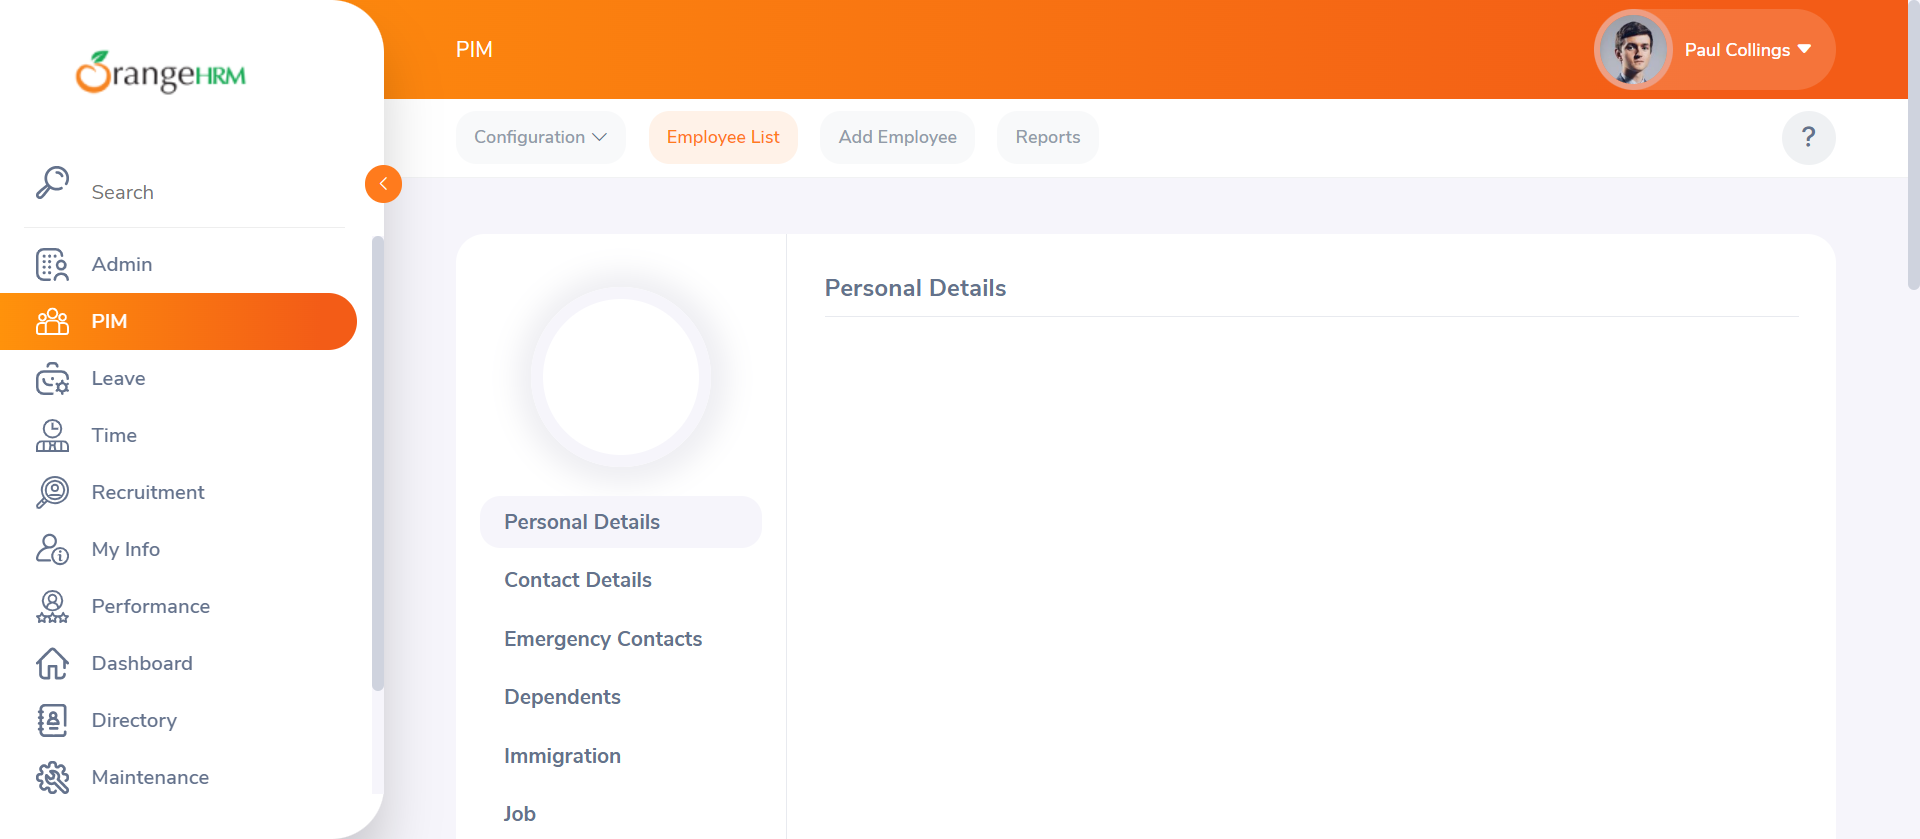 OrangeHRM
Search
Admin
PIM
Leave
Time
Recruitment
My Info
Performance
Dashboard
Directory
Maintenance
PIM
Paul Collings
Configuration
Employee List
Add Employee
Reports
?
Personal Details
Contact Details
Emergency Contacts
Dependents
Immigration
Job
Personal Details